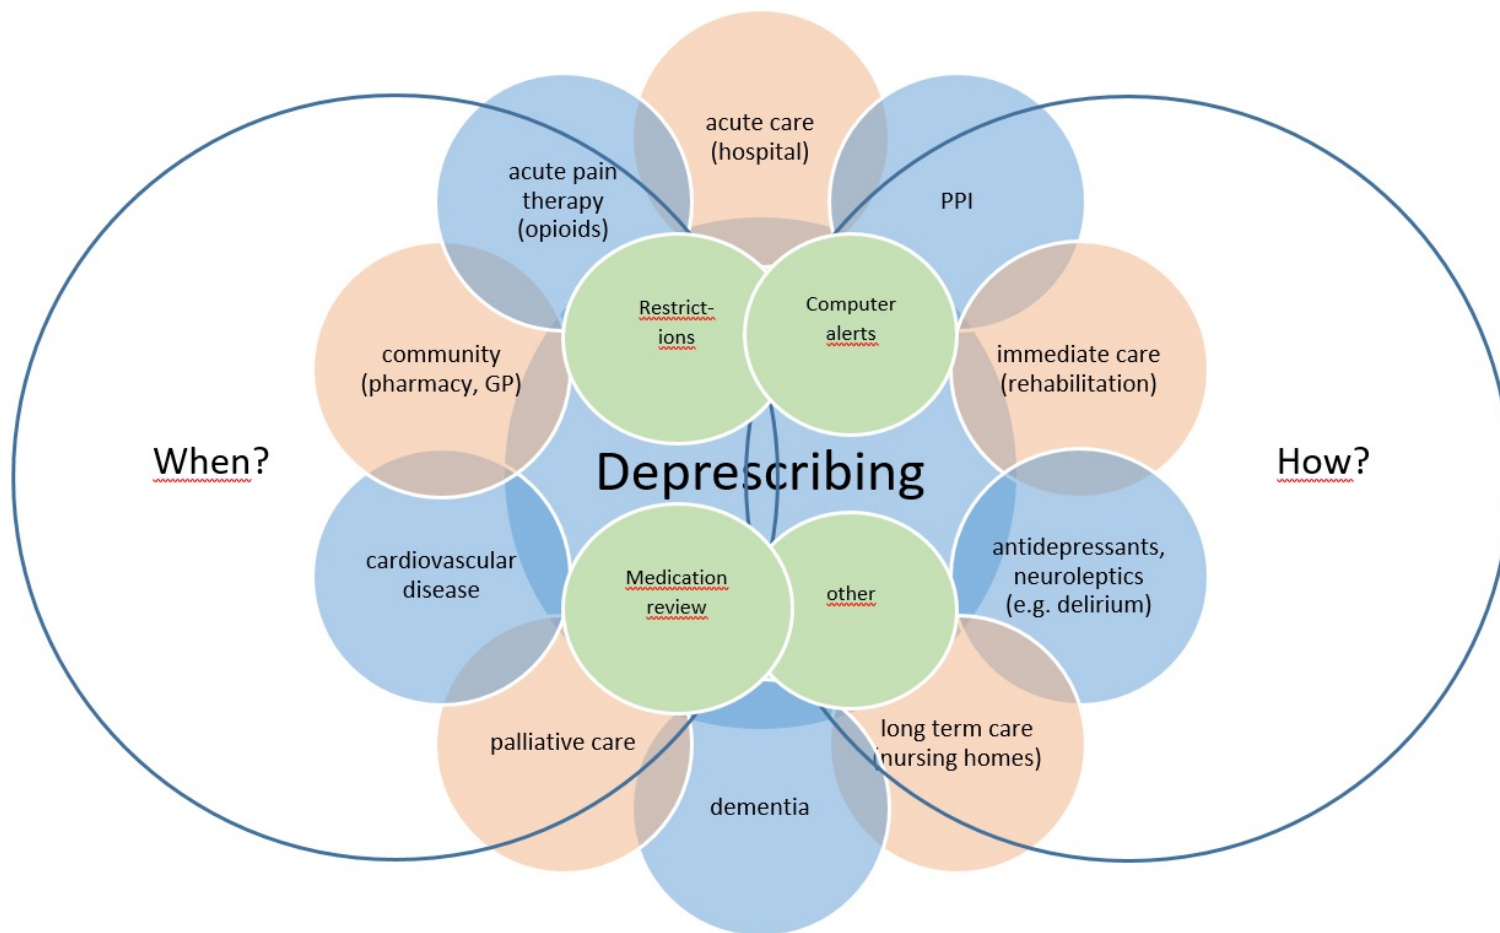 acute care
(hospital)
acute pain
therapy
(opioids)
PPI
Restrict-
ions
Computer
alerts
community
(pharmacy, GP)
immediate care
(rehabilitation)
When?
Deprescribing
How?
cardiovascular
disease
Medication
review
other
antidepressants,
neuroleptics
(e.g. delirium)
palliative care
long term care
(nursing homes)
dementia